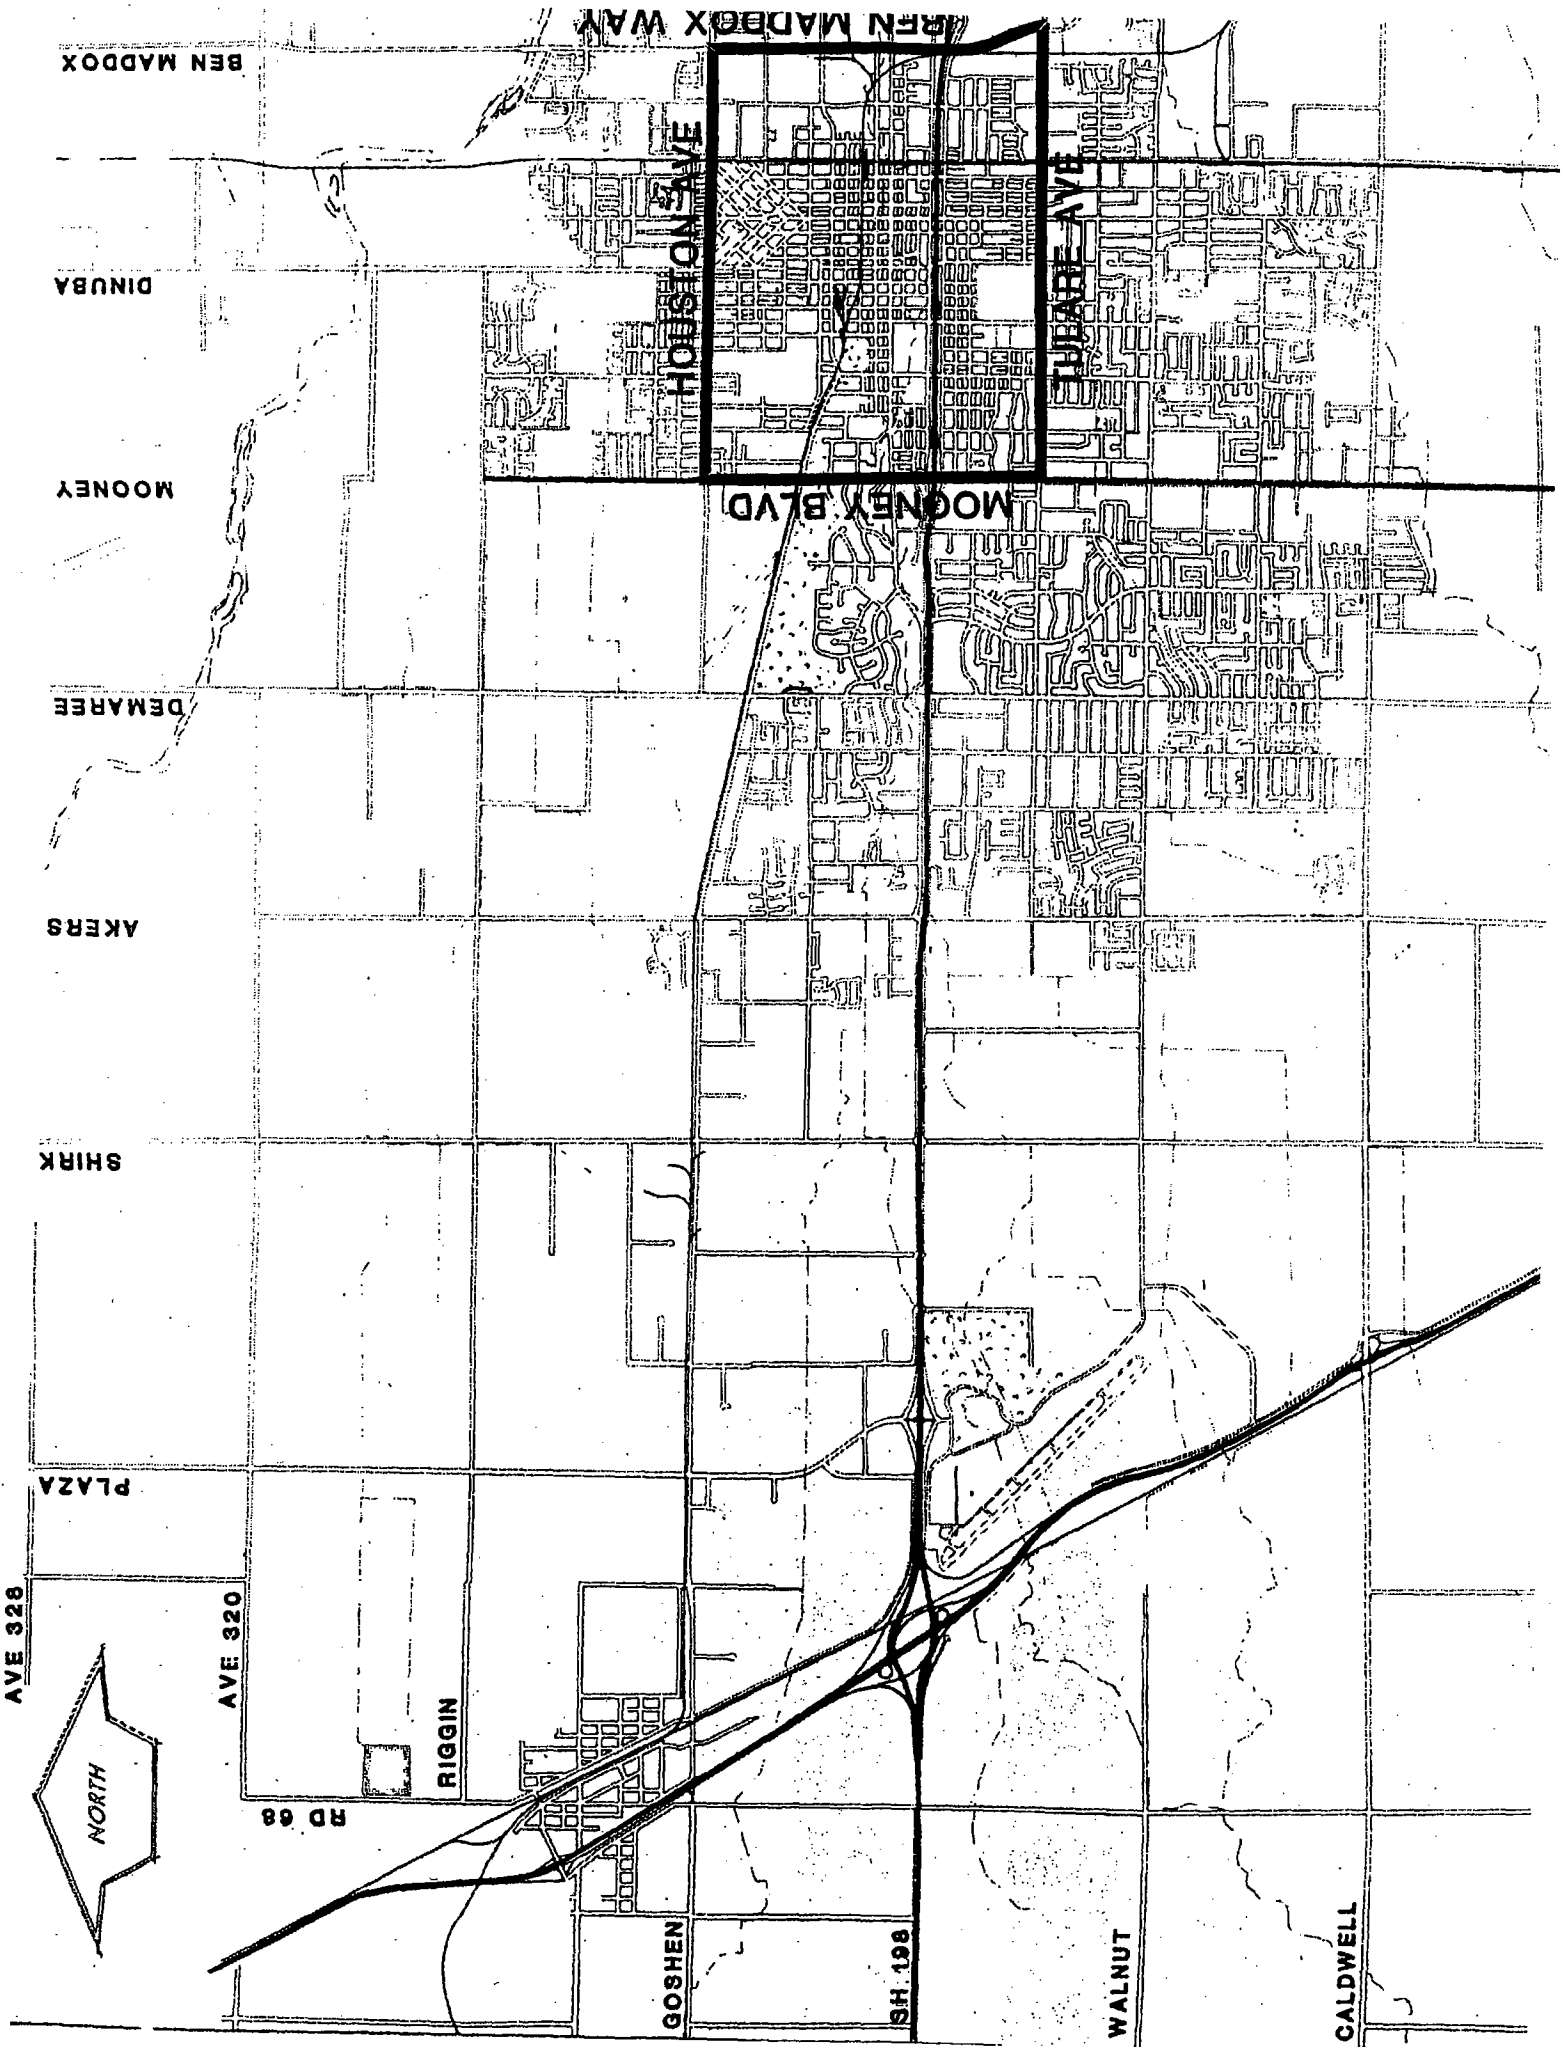 BEN MADDOX WAY
BEN MADDOX
HOUSTON AVE
TULARE AVE
DINUBA
MOONEY
MOONEY BLVD
DEMAREE
AKERS
SHIRK
PLAZA
AVE 328
AVE 320
RIGGIN
NORTH
RD 68
GOSHEN
SH 198
WALNUT
CALDWELL